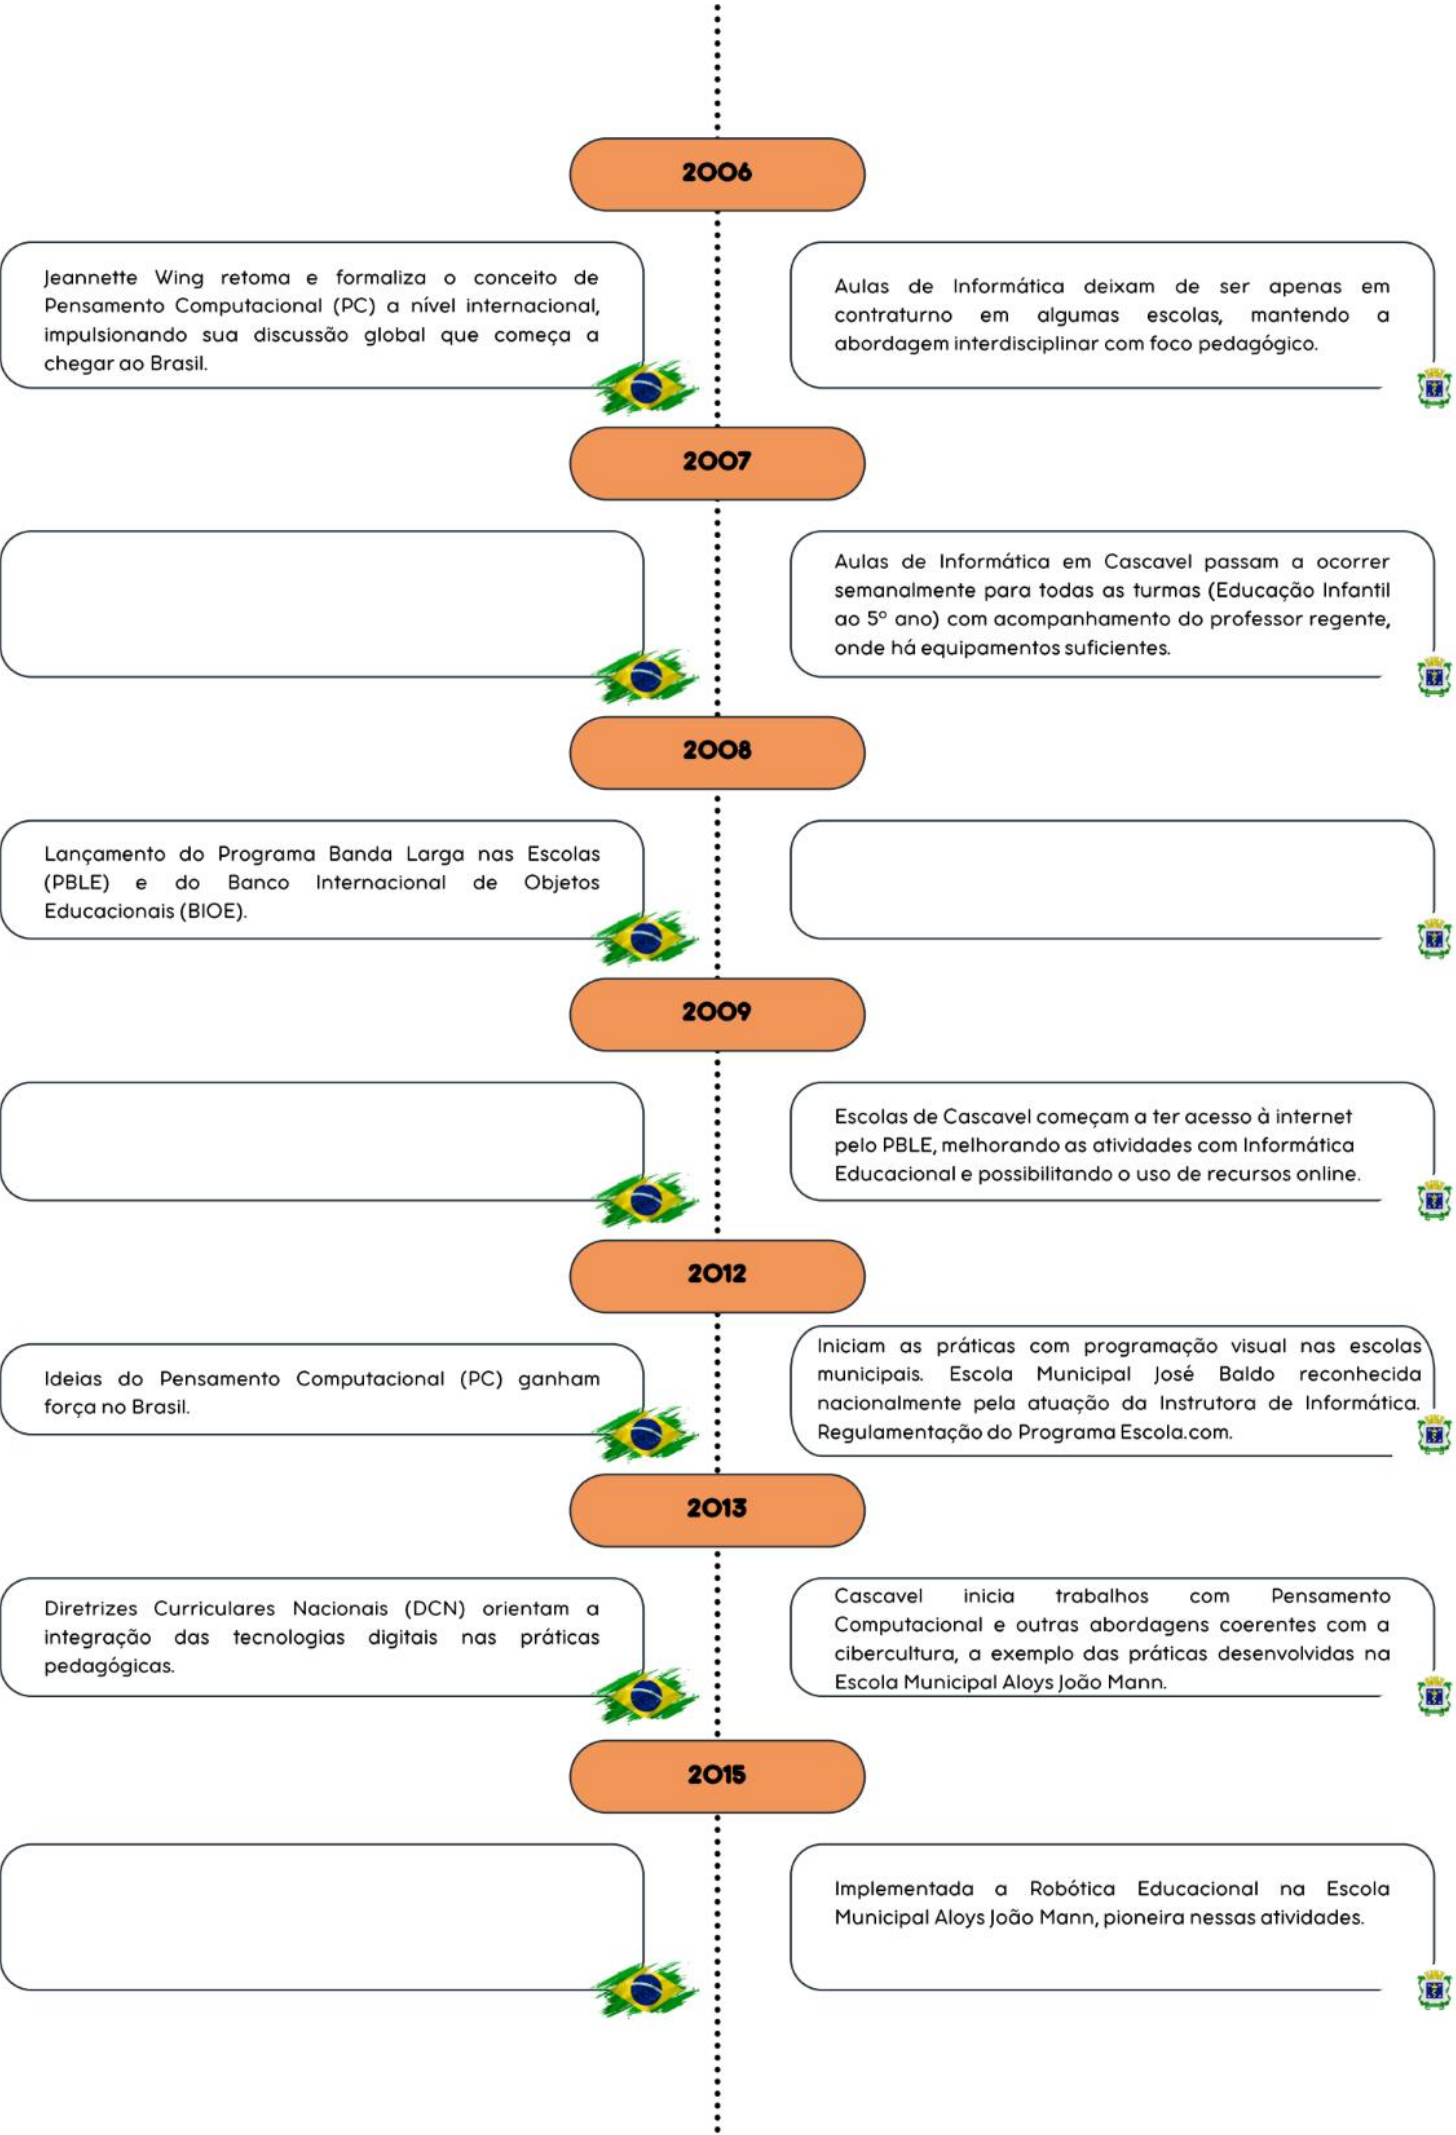 2006
Jeannette Wing retoma e formaliza o conceito de
Pensamento Computacional (PC) a nível internacional,
impulsionando sua discussão global que começa a
chegar ao Brasil.
Aulas de Informática deixam de ser apenas em
contraturno em algumas escolas, mantendo a
abordagem interdisciplinar com foco pedagógico.
2007
Aulas de Informática em Cascavel passam a ocorrer
semanalmente para todas as turmas (Educação Infantil
ao 5º ano) com acompanhamento do professor regente,
onde há equipamentos suficientes.
2008
Lançamento do Programa Banda Larga nas Escolas
(PBLE) e do Banco Internacional de Objetos
Educacionais (BIOE).
2009
Escolas de Cascavel começam a ter acesso à internet
pelo PBLE, melhorando as atividades com Informática
Educacional e possibilitando o uso de recursos online.
2012
Ideias do Pensamento Computacional (PC) ganham
força no Brasil.
Iniciam as práticas com programação visual nas escolas
municipais. Escola Municipal José Baldo reconhecida
nacionalmente pela atuação da Instrutora de Informática.
Regulamentação do Programa Escola.com.
2013
Diretrizes Curriculares Nacionais (DCN) orientam a
integração das tecnologias digitais nas práticas
pedagógicas.
Cascavel inicia trabalhos com Pensamento
Computacional e outras abordagens coerentes com a
cibercultura, a exemplo das práticas desenvolvidas na
Escola Municipal Aloys João Mann.
2015
Implementada a Robótica Educacional na Escola
Municipal Aloys João Mann, pioneira nessas atividades.